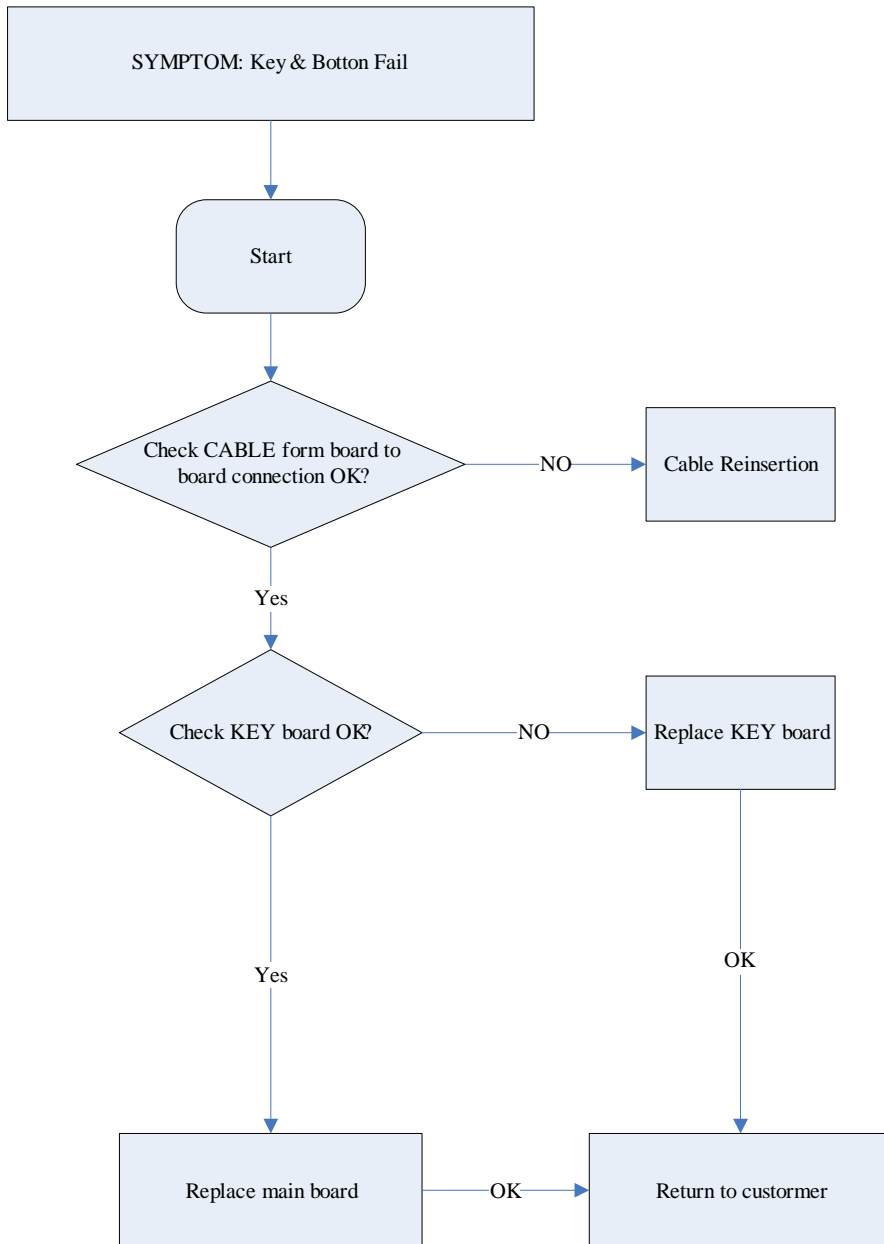 SYMPTOM: Key & Botton Fail
Start
Check CABLE form board to
board connection OK?
NO
Cable Reinsertion
Yes
Check KEY board OK?
NO
Replace KEY board
Yes
OK
Replace main board
OK
Return to custormer